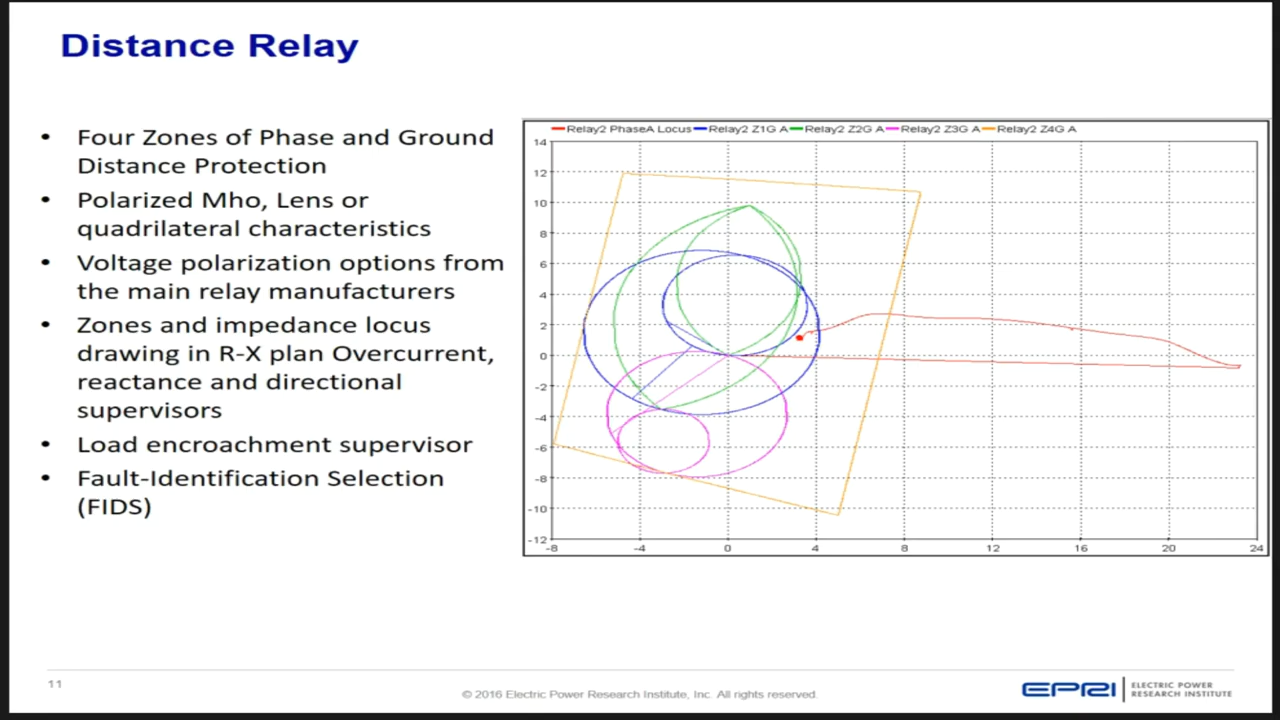 Distance Relay
• Four Zones of Phase and Ground
Distance Protection
• Polarized Mho, Lens or
quadrilateral characteristics
• Voltage polarization options from
the main relay manufacturers
• Zones and impedance locus
drawing in R-X plan Overcurrent,
reactance and directional
supervisors
• Load encroachment supervisor
• Fault-Identification Selection
(FIDS)
Relay2 PhaseA Locus Relay2 Z1G A Relay2 Z2G A Relay2 Z3G A Relay2 Z4G A
14
12
10
8
6
4
2
0
-2
-4
-6
-8
-10
-12
-8 -4 0 4 8 12 16 20 24
11
© 2016 Electric Power Research Institute, Inc. All rights reserved.
EPRI
ELECTRIC POWER
RESEARCH INSTITUTE